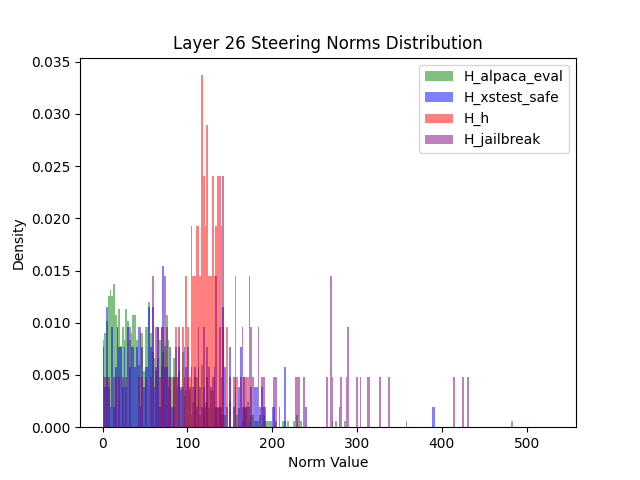 Layer 26 Steering Norms Distribution
H_alpaca_eval
H_xstest_safe
H_h
H_jailbreak
Density
0.035
0.030
0.025
0.020
0.015
0.010
0.005
0.000
0
100
200
300
400
500
Norm Value